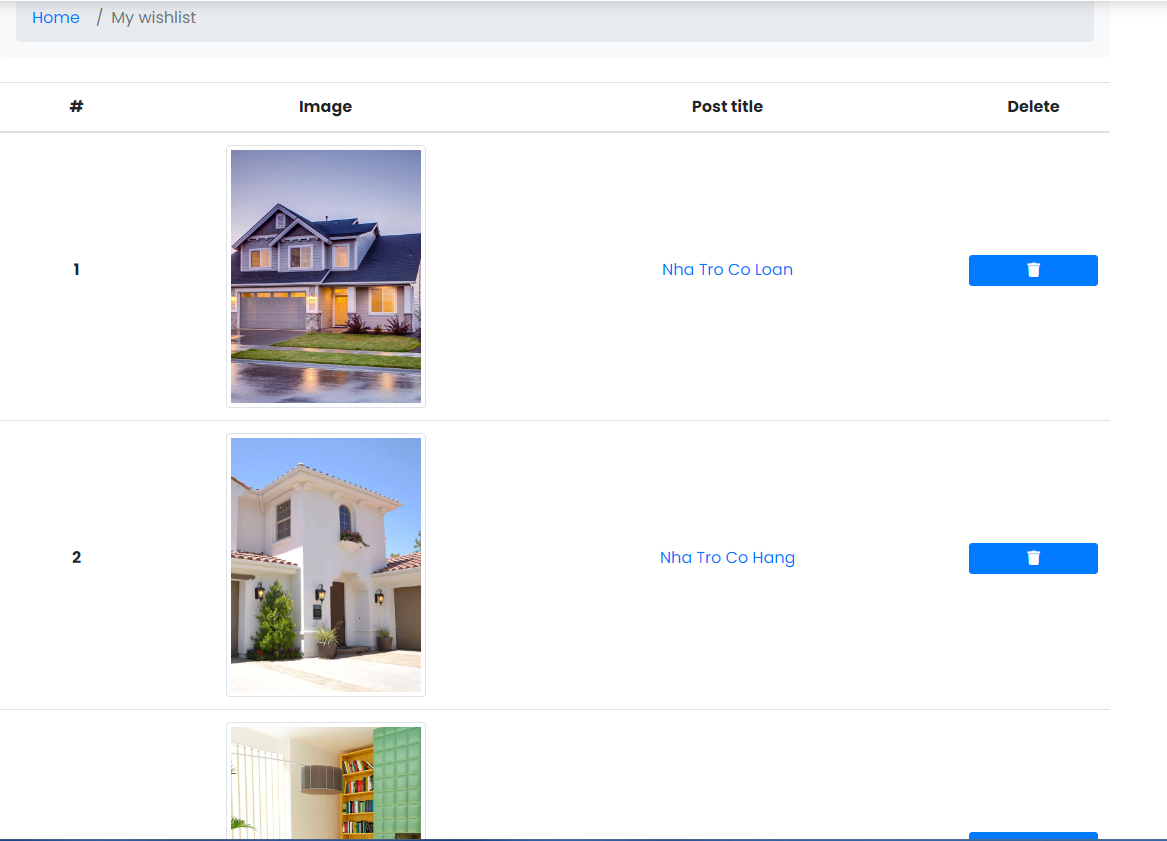 Home / My wishlist
# Image Post title Delete
1 Nha Tro Co Loan
2 Nha Tro Co Hang